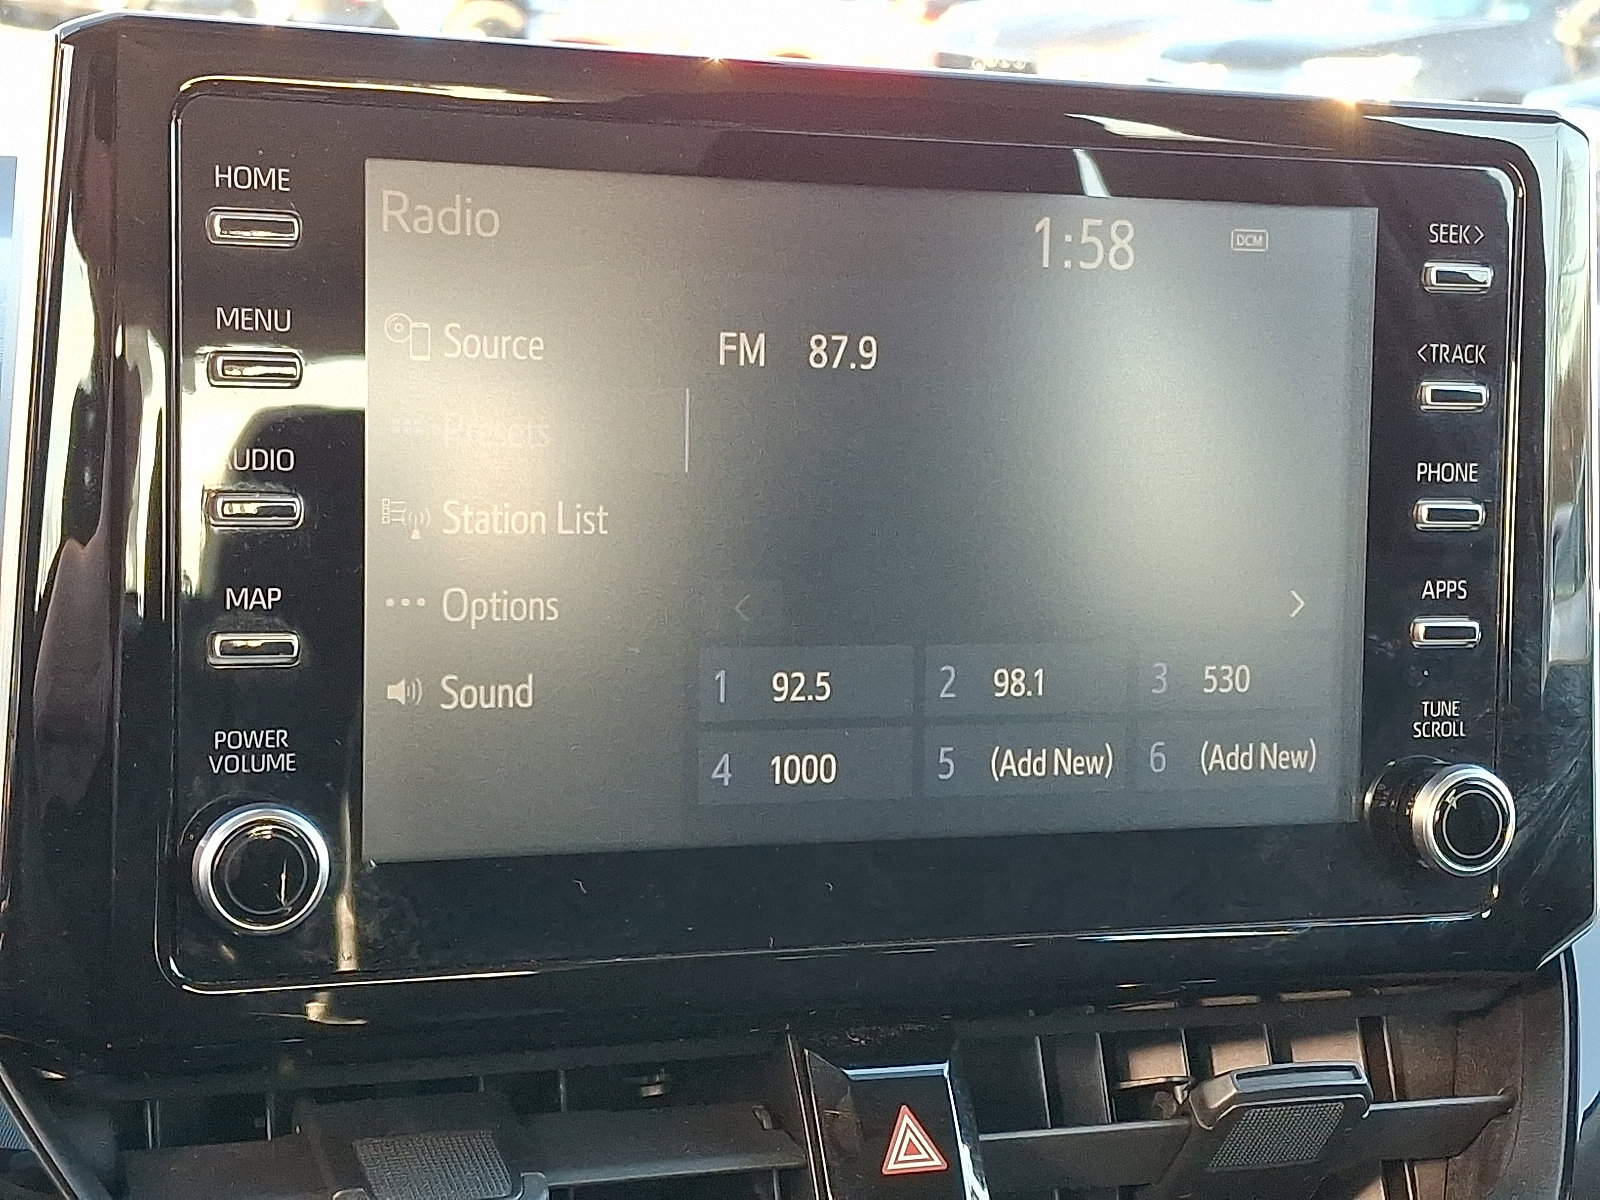 HOME
MENU
AUDIO
MAP
POWER
VOLUME
Radio
1:58
DCM
Source
FM 87.9
Presets
Station List
Options
<
>
Sound
1 92.5
2 98.1
3 530
4 1000
5 (Add New)
6 (Add New)
SEEK>
<TRACK
PHONE
APPS
TUNE
SCROLL